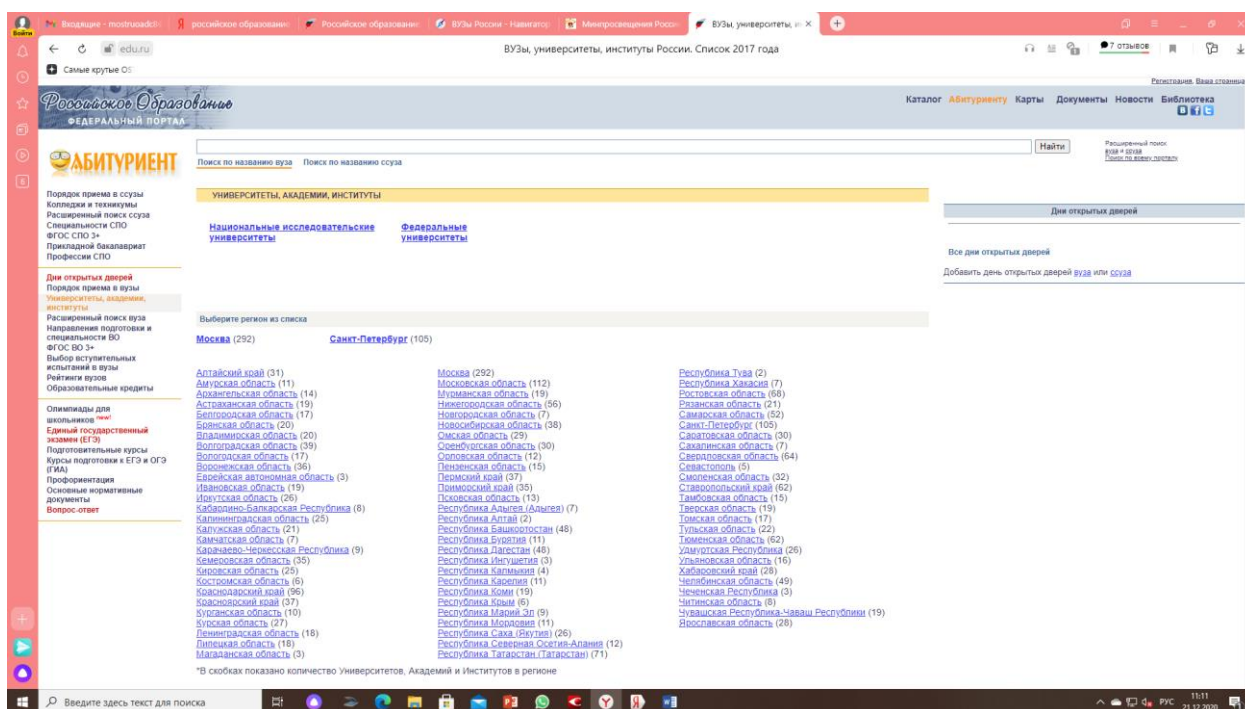 Входящие - mostruoadc
российское образование
Российское образование
ВУЗы России - Навигатор
Минпросвещения Росси
ВУЗы, университеты, и
Войти
edu.ru
ВУЗы, университеты, институты России. Список 2017 года
7 отзывов
Самые крутые OS
Регистрация, Ваша страница
Российское Образование
ФЕДЕРАЛЬНЫЙ ПОРТАЛ
Каталог Абитуриенту Карты Документы Новости Библиотека
АБИТУРИЕНТ
Найти
Поиск по названию вуза Поиск по названию ссуза
Расширенный поиск
вуза и ссуза
Поиск по всему порталу
Порядок приема в ссузы
Колледжи и техникумы
Расширенный поиск ссуза
Специальности СПО
ФГОС СПО 3+
Прикладной бакалавриат
Профессии СПО
Дни открытых дверей
Порядок приема в вузы
Университеты, академии,
институты
Расширенный поиск вуза
Направления подготовки и
специальности ВО
ФГОС ВО 3+
Выбор вступительных
испытаний в вузы
Рейтинги вузов
Образовательные кредиты
Олимпиады для
школьников new!
Единый государственный
экзамен (ЕГЭ)
Подготовительные курсы
Курсы подготовки к ЕГЭ и ОГЭ
(ГИА)
Профориентация
Основные нормативные
документы
Вопрос-ответ
УНИВЕРСИТЕТЫ, АКАДЕМИИ, ИНСТИТУТЫ
Национальные исследовательские
университеты
Федеральные
университеты
Дни открытых дверей
Все дни открытых дверей
Добавить день открытых дверей вуза или ссуза
Выберите регион из списка
Москва (292) Санкт-Петербург (105)
Алтайский край (31)
Амурская область (11)
Архангельская область (14)
Астраханская область (19)
Белгородская область (17)
Брянская область (20)
Владимирская область (20)
Волгоградская область (39)
Вологодская область (17)
Воронежская область (36)
Еврейская автономная область (3)
Ивановская область (19)
Иркутская область (26)
Кабардино-Балкарская Республика (8)
Калининградская область (25)
Калужская область (21)
Камчатская область (7)
Карачаево-Черкесская Республика (9)
Кемеровская область (35)
Кировская область (25)
Костромская область (6)
Краснодарский край (96)
Красноярский край (37)
Курганская область (10)
Курская область (27)
Ленинградская область (18)
Липецкая область (18)
Магаданская область (3)
Москва (292)
Московская область (112)
Мурманская область (19)
Нижегородская область (56)
Новгородская область (7)
Новосибирская область (38)
Омская область (29)
Оренбургская область (30)
Орловская область (12)
Пензенская область (15)
Пермский край (37)
Приморский край (35)
Псковская область (13)
Республика Адыгея (Адыгея) (7)
Республика Алтай (2)
Республика Башкортостан (48)
Республика Бурятия (11)
Республика Дагестан (48)
Республика Ингушетия (3)
Республика Калмыкия (4)
Республика Карелия (11)
Республика Коми (19)
Республика Крым (6)
Республика Марий Эл (9)
Республика Мордовия (11)
Республика Саха (Якутия) (26)
Республика Северная Осетия-Алания (12)
Республика Татарстан (Татарстан) (71)
Республика Тува (2)
Республика Хакасия (7)
Ростовская область (68)
Рязанская область (21)
Самарская область (52)
Санкт-Петербург (105)
Саратовская область (30)
Сахалинская область (7)
Свердловская область (64)
Севастополь (5)
Смоленская область (32)
Ставропольский край (62)
Тамбовская область (15)
Тверская область (19)
Томская область (17)
Тульская область (22)
Тюменская область (62)
Удмуртская Республика (26)
Ульяновская область (16)
Хабаровский край (28)
Челябинская область (49)
Чеченская Республика (3)
Читинская область (8)
Чувашская Республика-Чаваш Республики (19)
Ярославская область (28)
*В скобках показано количество Университетов, Академий и Институтов в регионе
Введите здесь текст для поиска
РУС
11:11
21.12.2020